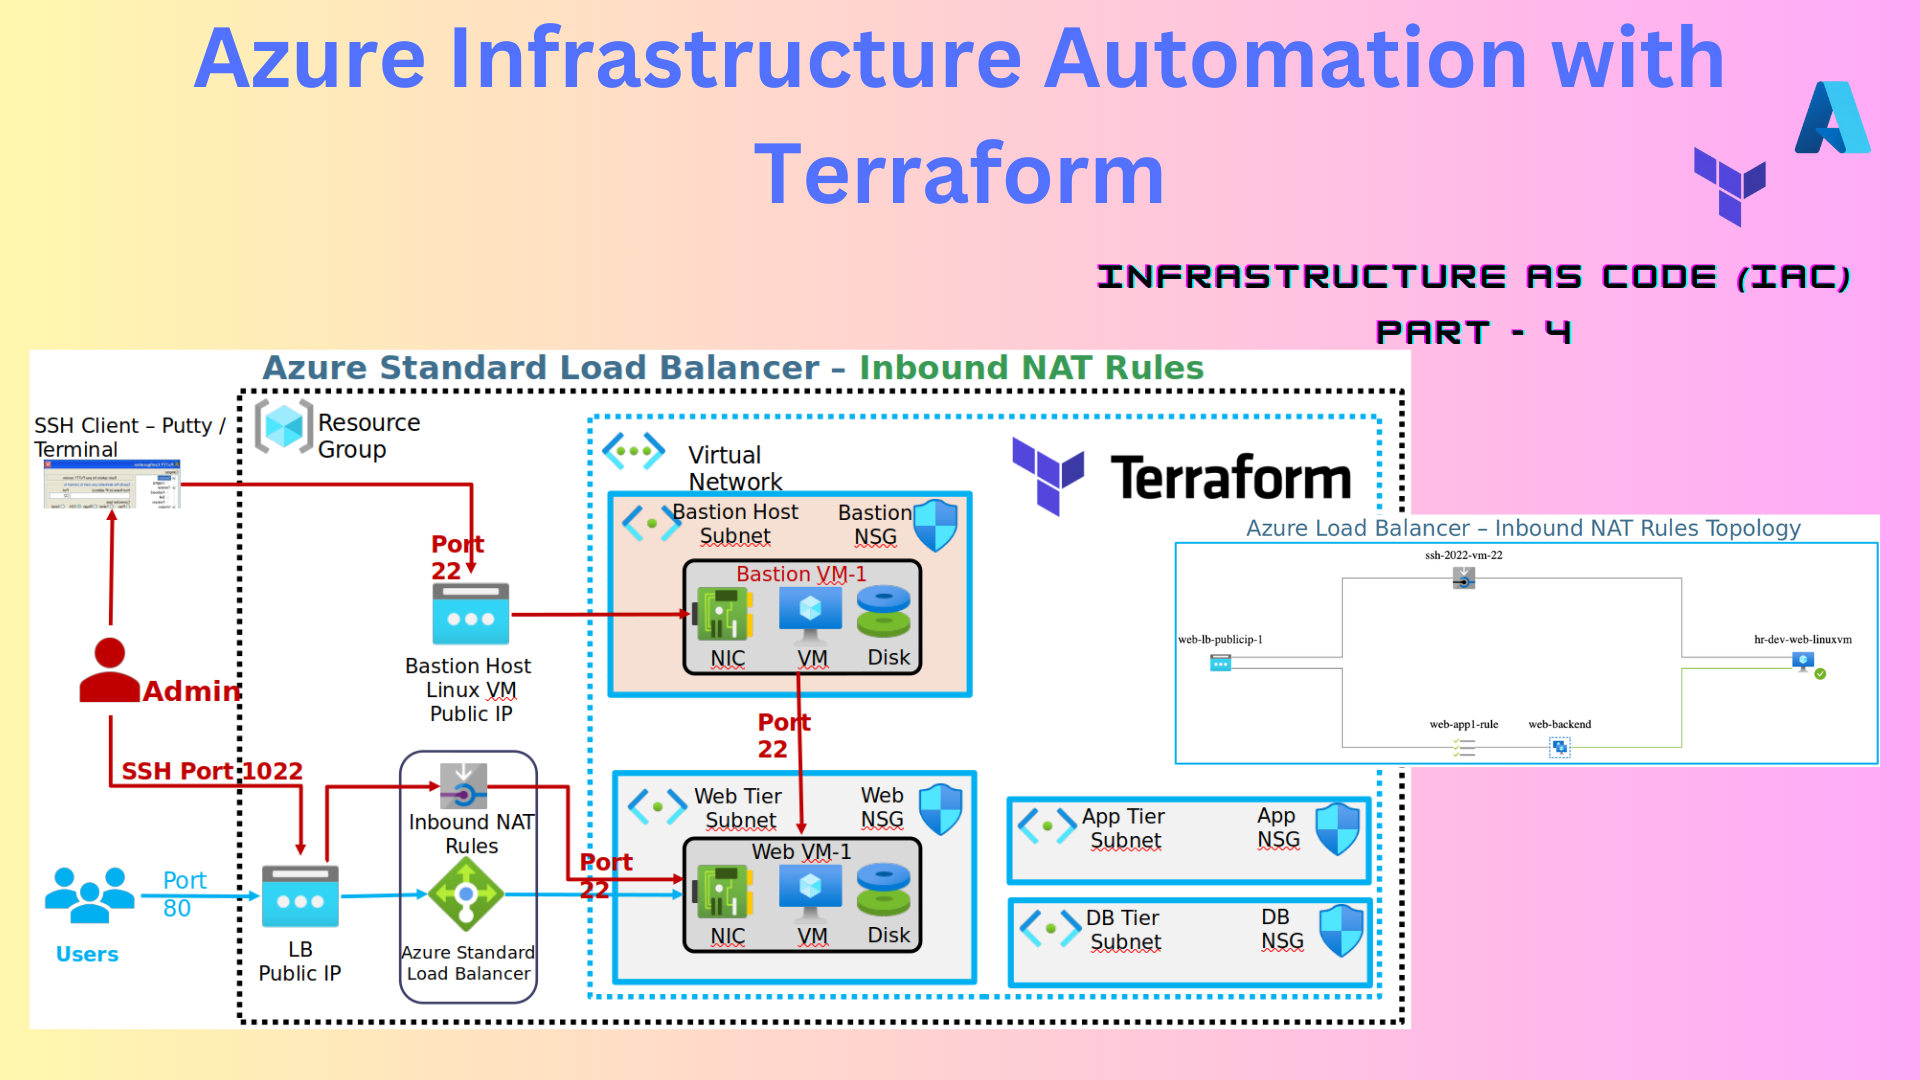 Azure Infrastructure Automation with
Terraform
INFRASTRUCTURE AS CODE (IAC)
PART - 4
Azure Standard Load Balancer – Inbound NAT Rules
SSH Client – Putty /
Terminal
Resource
Group
Virtual
Network
Terraform
Bastion Host
Subnet
Bastion
NSG
Port
22
Bastion VM-1
NIC
VM
Disk
Bastion Host
Linux VM
Public IP
Admin
Port
22
SSH Port 1022
Inbound NAT
Rules
Web Tier
Subnet
Web
NSG
Web VM-1
NIC
VM
Disk
Port
22
Port
80
Users
LB
Public IP
Azure Standard
Load Balancer
App Tier
Subnet
App
NSG
DB Tier
Subnet
DB
NSG
Azure Load Balancer – Inbound NAT Rules Topology
ssh-2022-vm-22
web-lb-publicip-1
hr-dev-web-linuxvm
web-app1-rule
web-backend